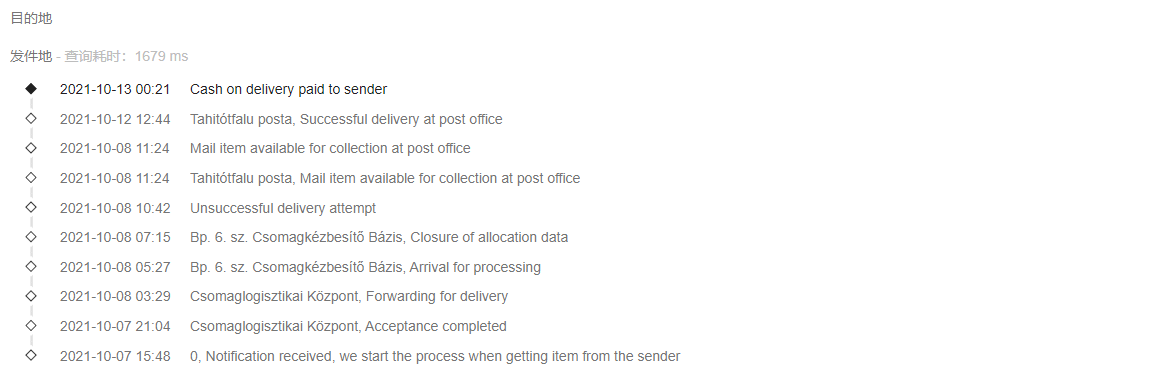 目的地
发件地 - 查询耗时：1679 ms
2021-10-13 00:21 Cash on delivery paid to sender
2021-10-12 12:44 Tahitótfalu posta, Successful delivery at post office
2021-10-08 11:24 Mail item available for collection at post office
2021-10-08 11:24 Tahitótfalu posta, Mail item available for collection at post office
2021-10-08 10:42 Unsuccessful delivery attempt
2021-10-08 07:15 Bp. 6. sz. Csomagkézbesítő Bázis, Closure of allocation data
2021-10-08 05:27 Bp. 6. sz. Csomagkézbesítő Bázis, Arrival for processing
2021-10-08 03:29 Csomaglogisztikai Központ, Forwarding for delivery
2021-10-07 21:04 Csomaglogisztikai Központ, Acceptance completed
2021-10-07 15:48 0, Notification received, we start the process when getting item from the sender